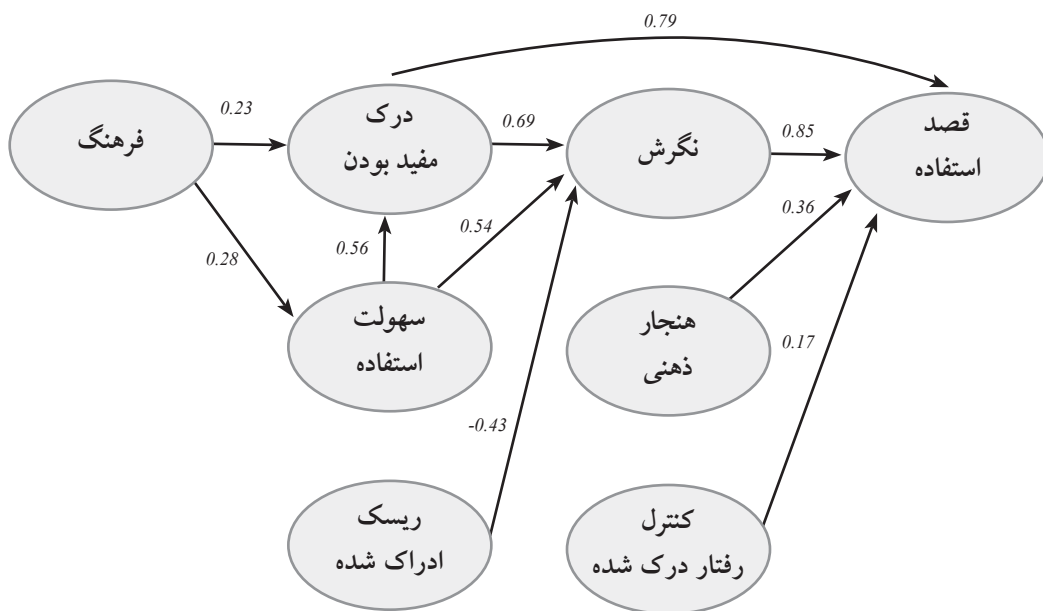 0.79
فرهنگ
0.23
درک
مفید بودن
0.69
نگرش
0.85
قصد
استفاده
0.28
0.56
0.54
0.36
سهولت
استفاده
هنجار
ذهنی
0.17
-0.43
ریسک
ادراک شده
کنترل
رفتار درک شده